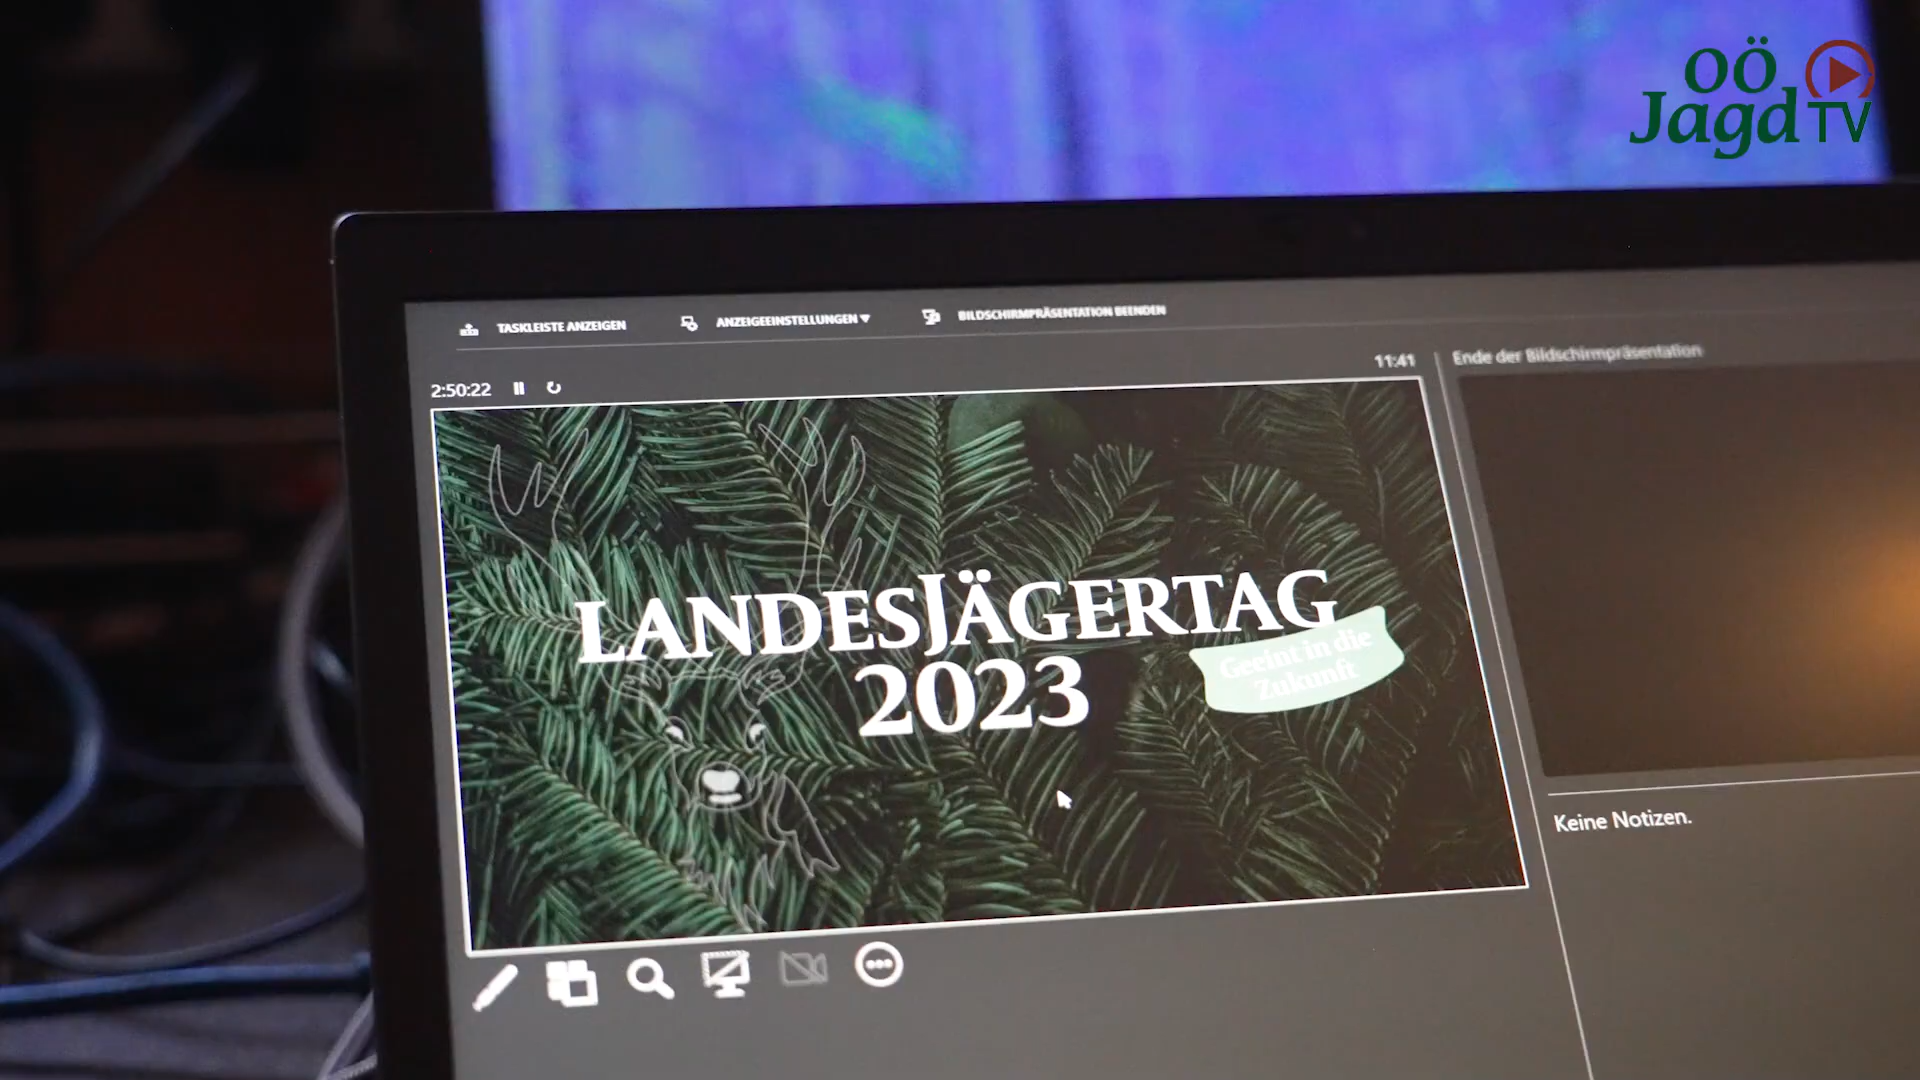 OÖ
Jagd TV
TASKLEISTE ANZEIGEN
ANZEIGEEINSTELLUNGEN
BILDSCHIRMPRÄSENTATION BEENDEN
2:50:22
11:41
Ende der Bildschirmpräsentation
LANDESJÄGERTAG
2023
Geeint in die
Zukunft
Keine Notizen.